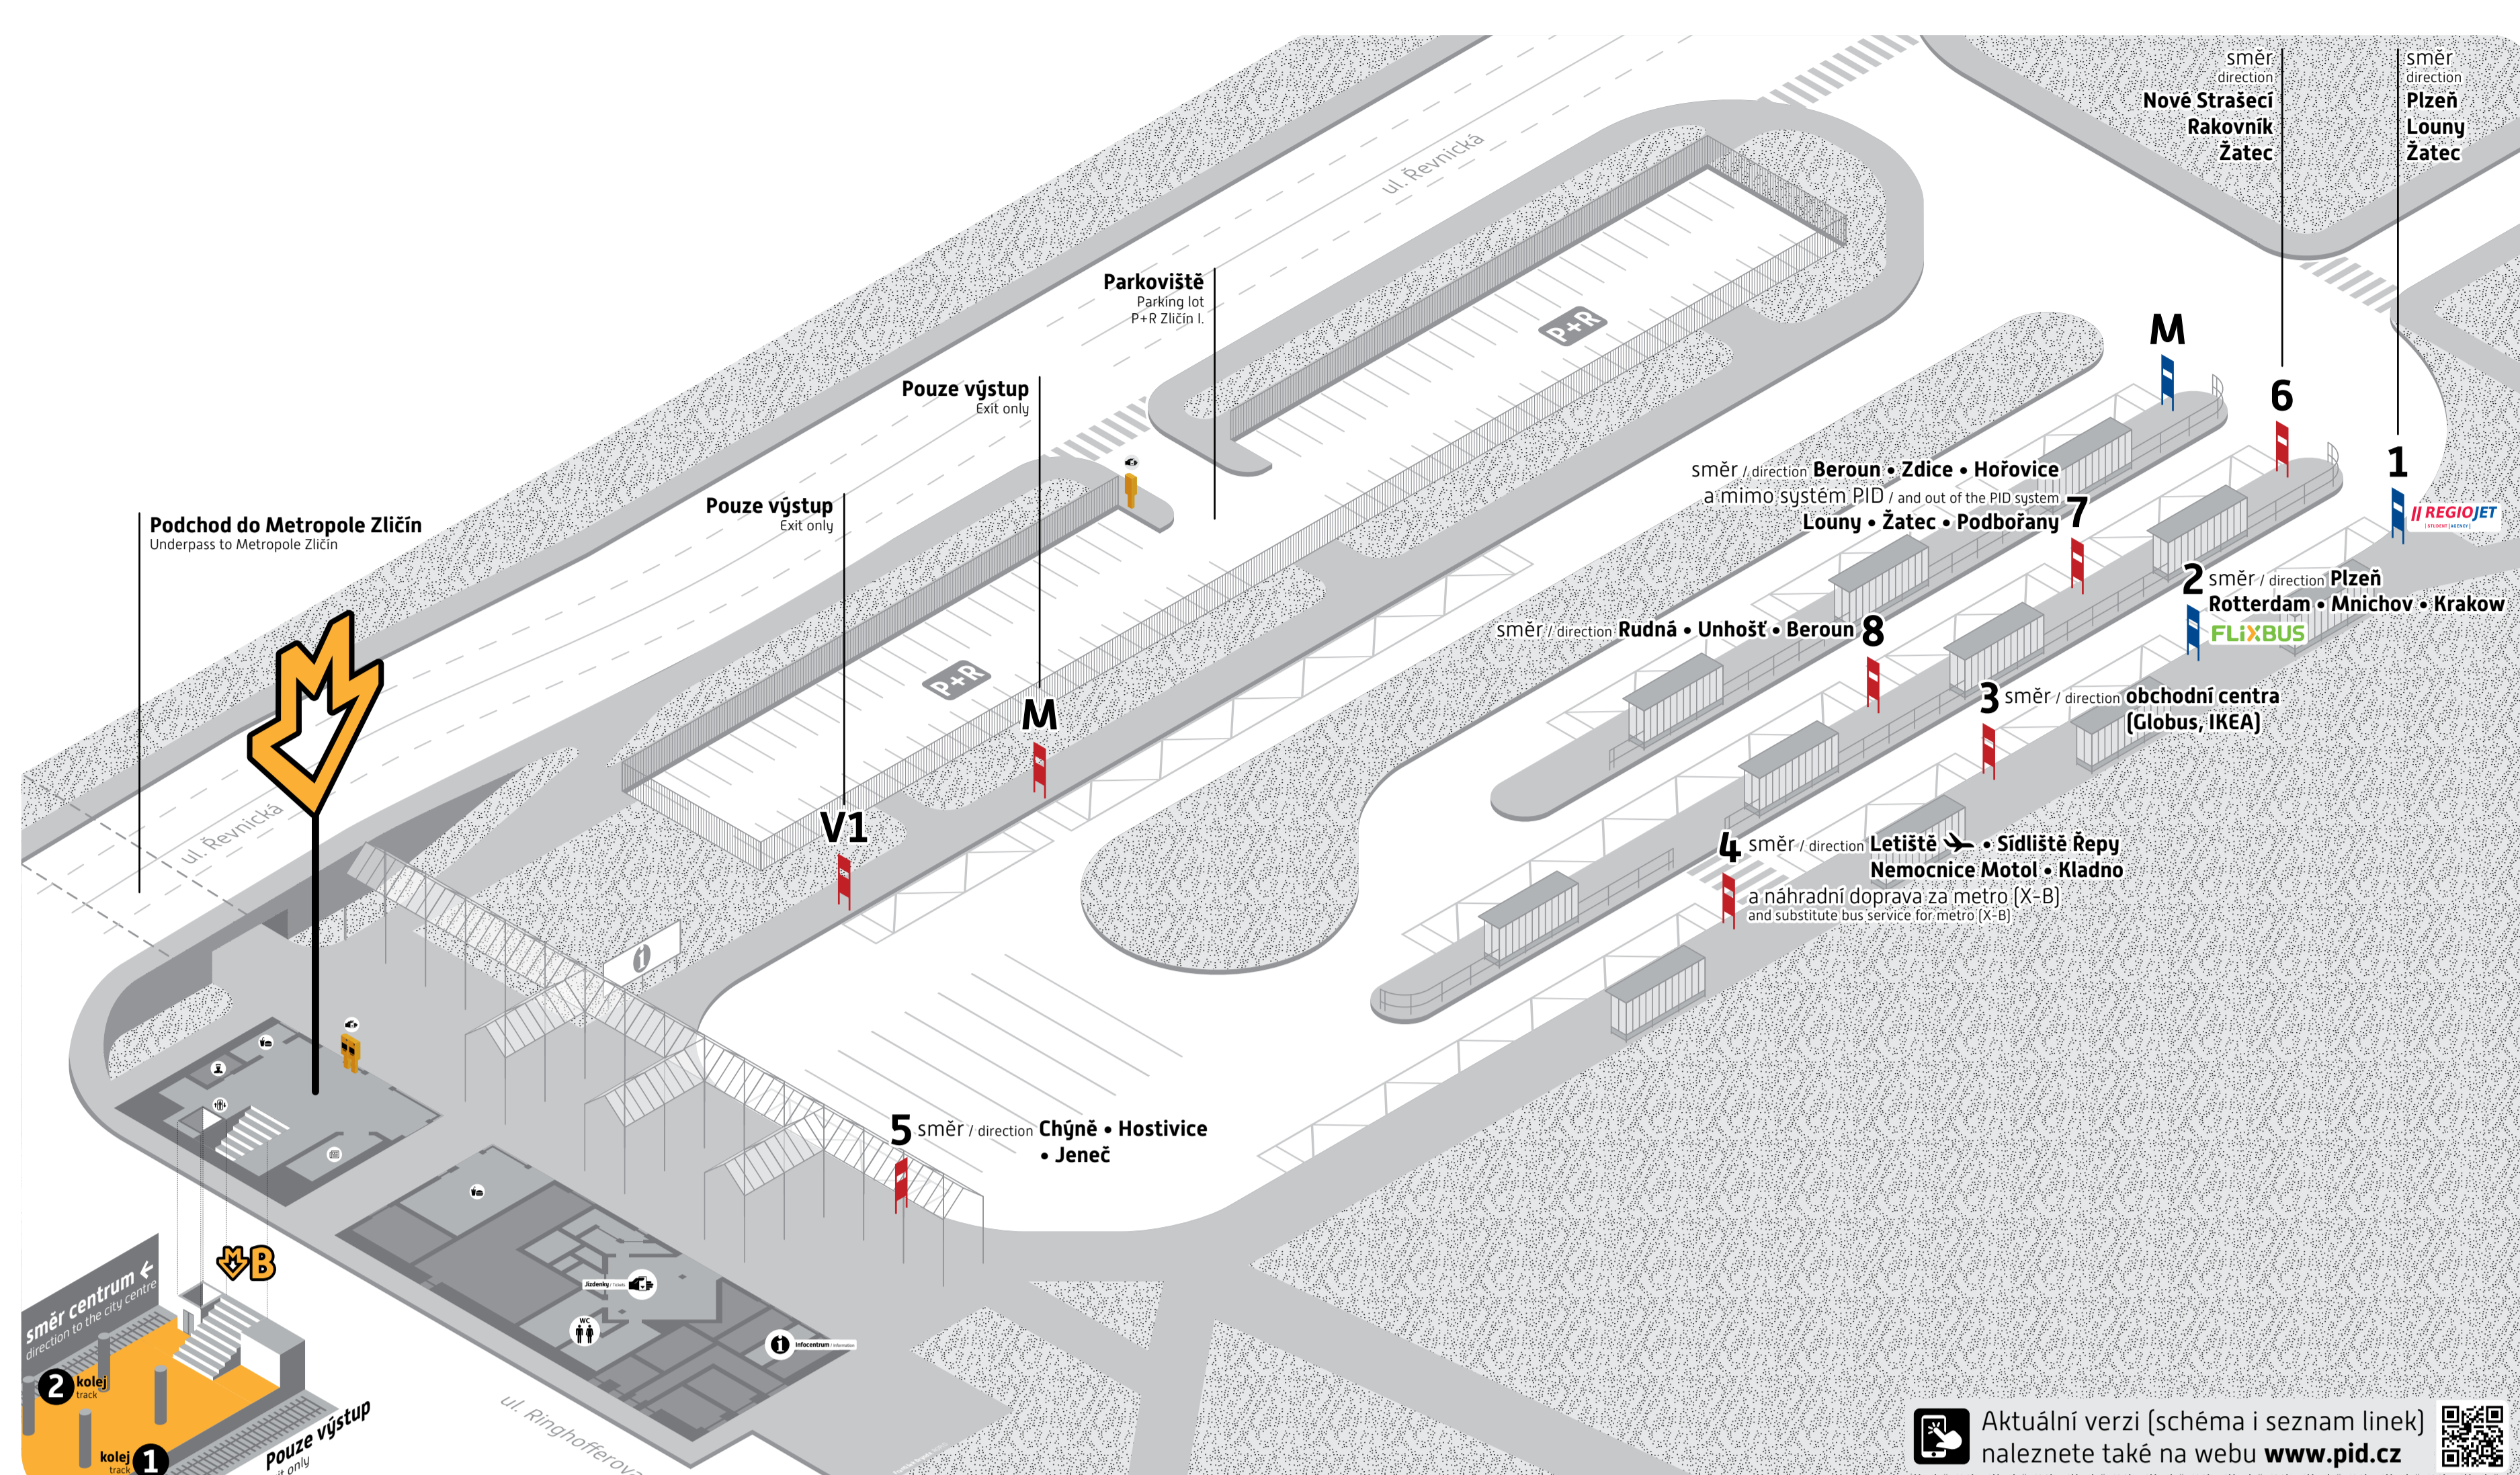 směr
direction
Nové Strašecí
Rakovník
Žatec
směr
direction
Plzeň
Louny
Žatec
ul. Řevnická
Parkoviště
Parking lot
P+R Zličín I.
P+R
M
6
1
REGIOJET
STUDENT AGENCY
Pouze výstup
Exit only
směr / direction Beroun • Zdice • Hořovice
a mimo systém PID / and out of the PID system
Louny • Žatec • Podbořany
7
Pouze výstup
Exit only
Podchod do Metropole Zličín
Underpass to Metropole Zličín
2 směr / direction Plzeň
Rotterdam • Mnichov • Krakow
FLiXBUS
směr / direction Rudná • Unhošť • Beroun 8
P+R
M
3 směr / direction obchodní centra
(Globus, IKEA)
M
V1
ul. Řevnická
4 směr / direction Letiště • Sídliště Řepy
Nemocnice Motol • Kladno
a náhradní doprava za metro (X-B)
and substitute bus service for metro (X-B)
i
5 směr / direction Chýně • Hostivice
• Jeneč
M B
směr centrum
direction to the city centre
Jízdenky / Tickets
WC
i Infocentrum / Information
2 kolej
track
kolej
track
1
Pouze výstup
it only
ul. Ringhofferova
Aktuální verzi (schéma i seznam linek)
naleznete také na webu www.pid.cz